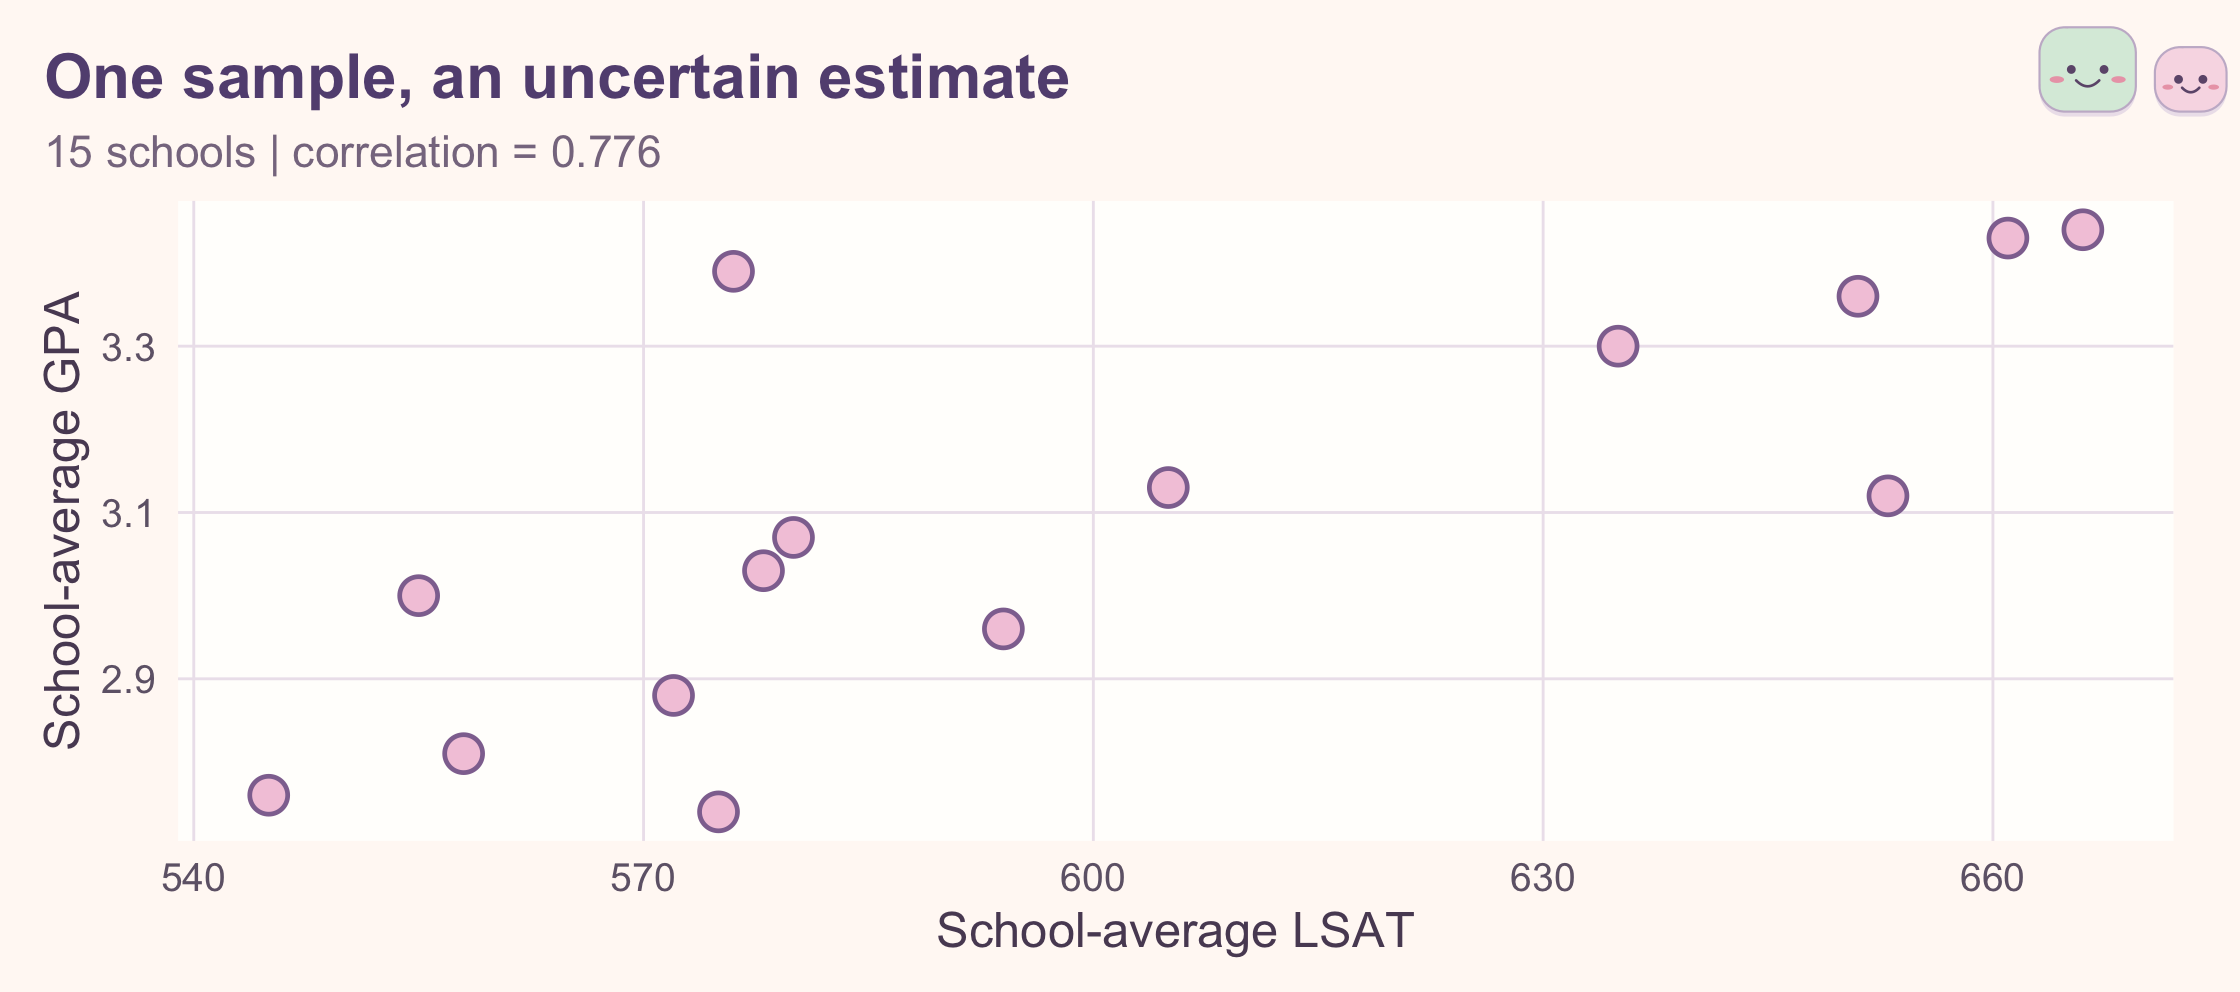 One sample, an uncertain estimate
15 schools | correlation = 0.776
School-average GPA
3.3
3.1
2.9
540 570 600 630 660
School-average LSAT